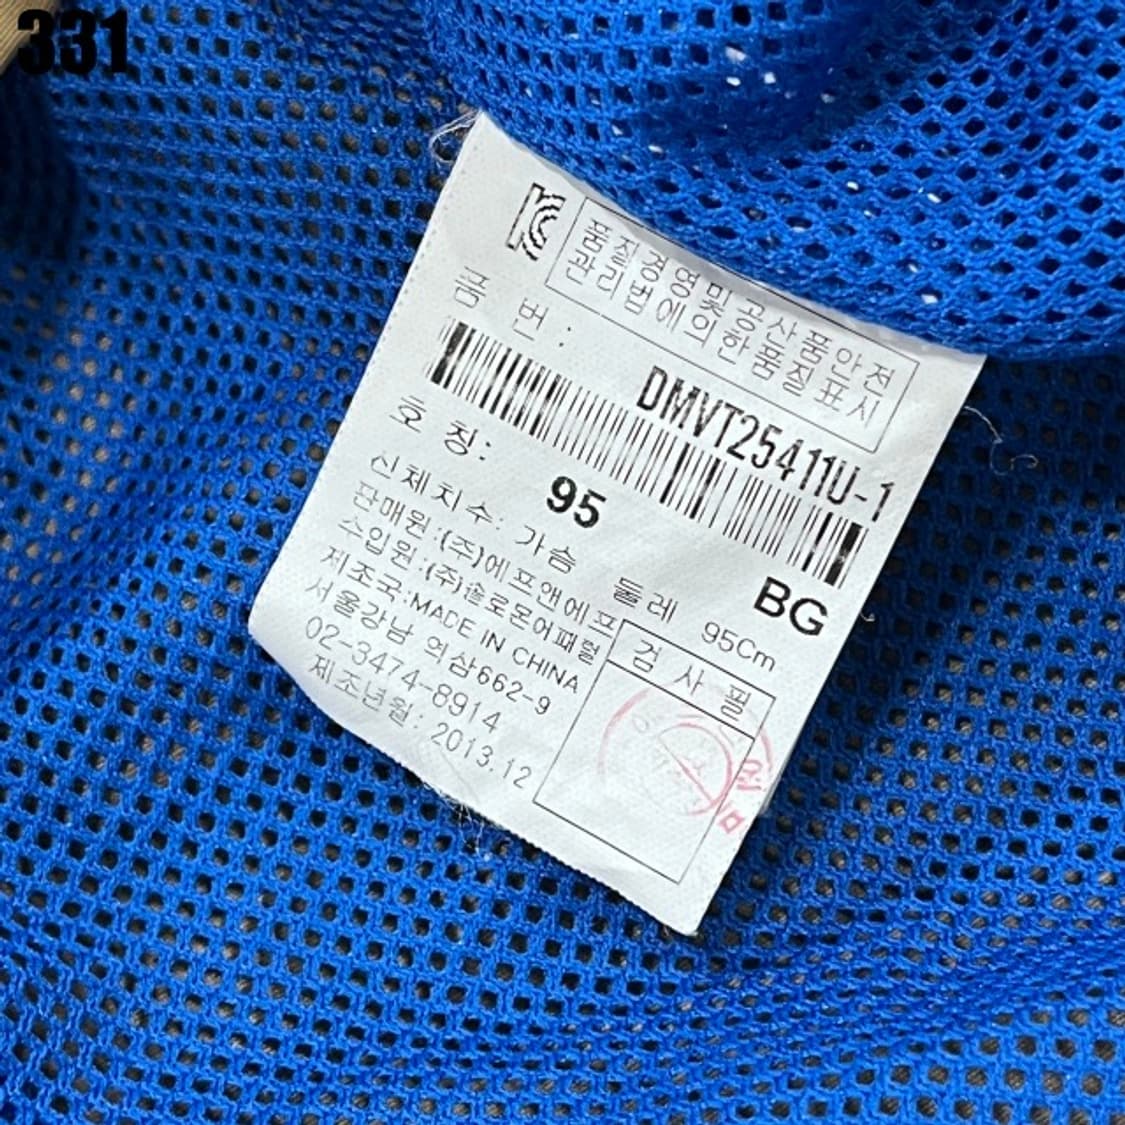 331
품질경영및공산품안전
관리법에의한품질표시
품 번 :
DMVT25411U-1
호 칭: 95 BG
신체치수: 가슴 둘레 95Cm
판매원:(주)에프앤에프
수입원:(주)솔로몬어패럴
제조국:MADE IN CHINA
서울강남 역삼662-9
02-3474-8914
제조년월: 2013.12
검 사 필